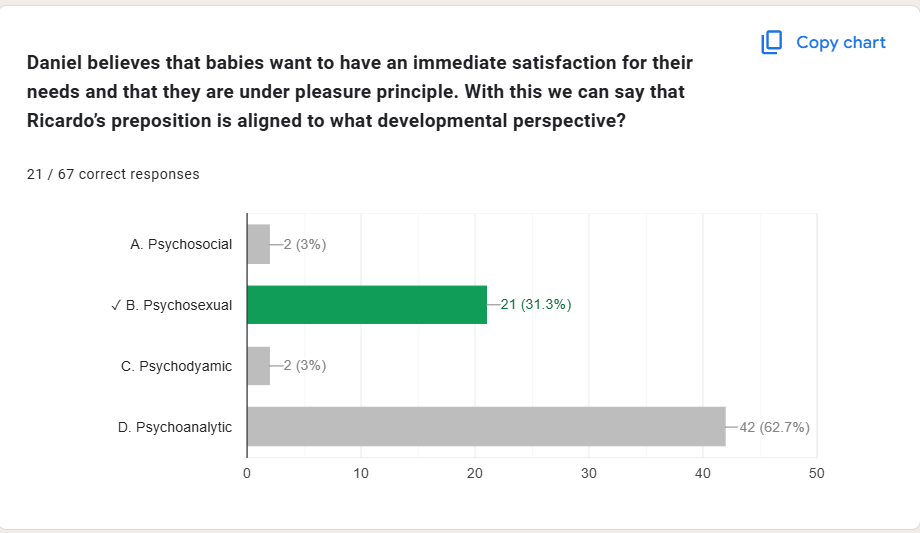 Copy chart
Daniel believes that babies want to have an immediate satisfaction for their
needs and that they are under pleasure principle. With this we can say that
Ricardo's preposition is aligned to what developmental perspective?
21 / 67 correct responses
A. Psychosocial
2 (3%)
✓ B. Psychosexual
21 (31.3%)
C. Psychodyamic
2 (3%)
D. Psychoanalytic
42 (62.7%)
0 10 20 30 40 50